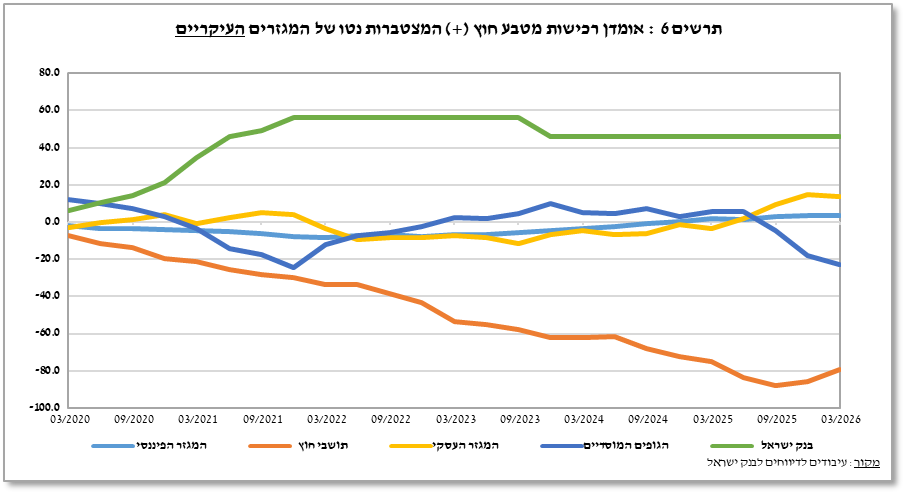 תרשים 6 : אומדן רכישות מטבע חוץ (+) המצטברות נטו של המגזרים העיקריים
80.0
60.0
40.0
20.0
0.0
-20.0
-40.0
-60.0
-80.0
-100.0
03/2020 09/2020 03/2021 09/2021 03/2022 09/2022 03/2023 09/2023 03/2024 09/2024 03/2025 09/2025 03/2026
המגזר הפיננסי תושבי חוץ המגזר העסקי הגופים המוסדיים בנק ישראל
מקור : עיבודים לדיווחים לבנק ישראל